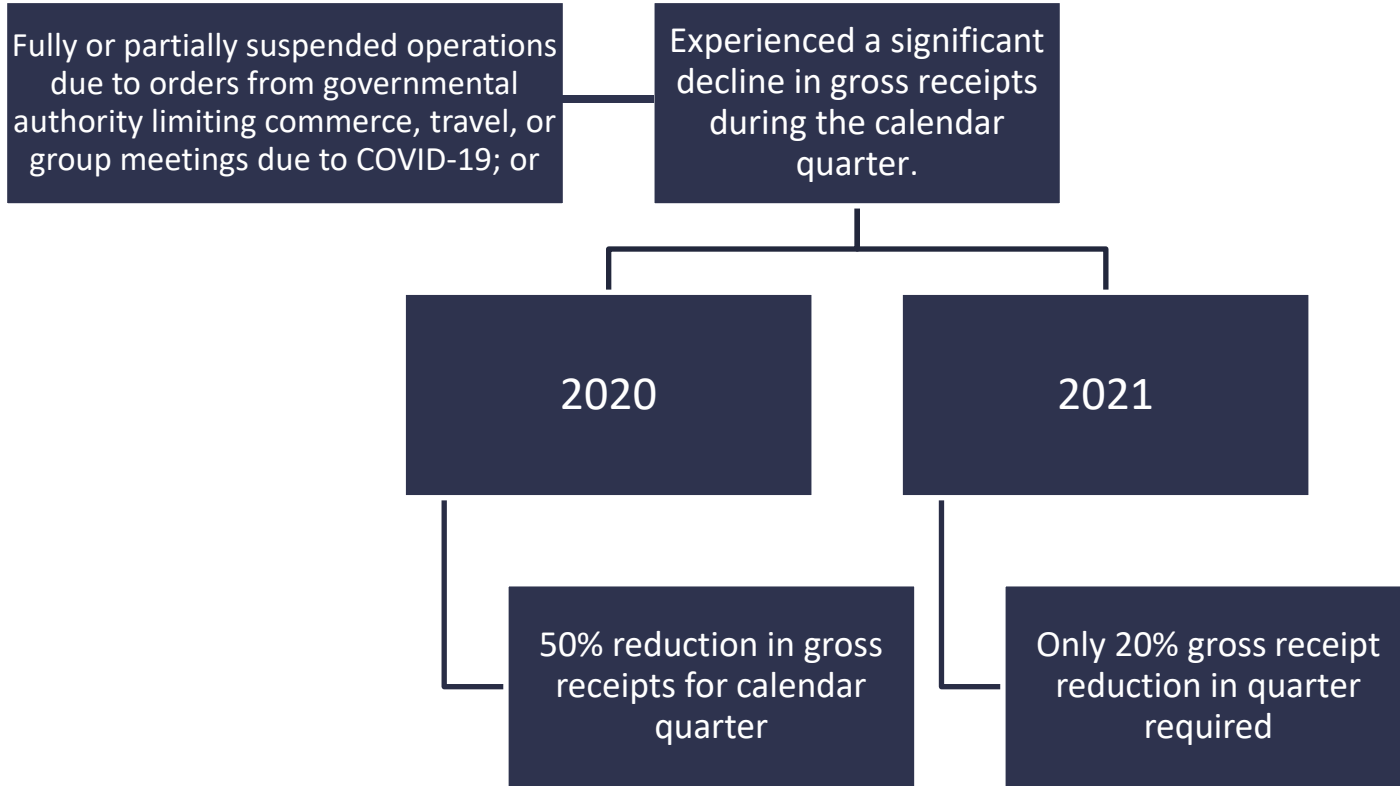 Fully or partially suspended operations
due to orders from governmental
authority limiting commerce, travel, or
group meetings due to COVID-19; or
Experienced a significant
decline in gross receipts
during the calendar
quarter.
2020
2021
50% reduction in gross
receipts for calendar
quarter
Only 20% gross receipt
reduction in quarter
required